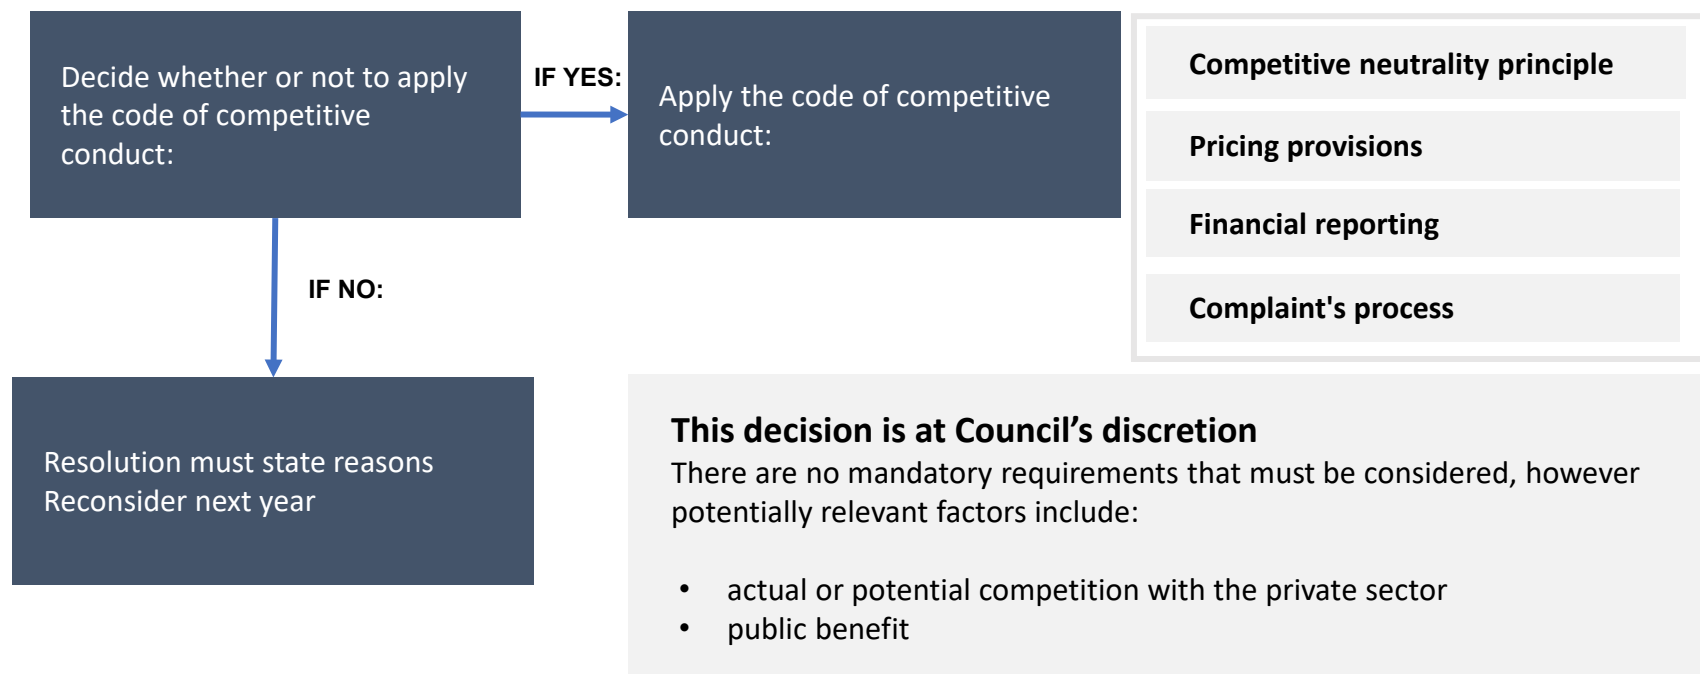 Decide whether or not to apply
the code of competitive
conduct:
IF YES:
Apply the code of competitive
conduct:
Competitive neutrality principle
Pricing provisions
Financial reporting
Complaint's process
IF NO:
Resolution must state reasons
Reconsider next year
This decision is at Council’s discretion
There are no mandatory requirements that must be considered, however
potentially relevant factors include:
• actual or potential competition with the private sector
• public benefit